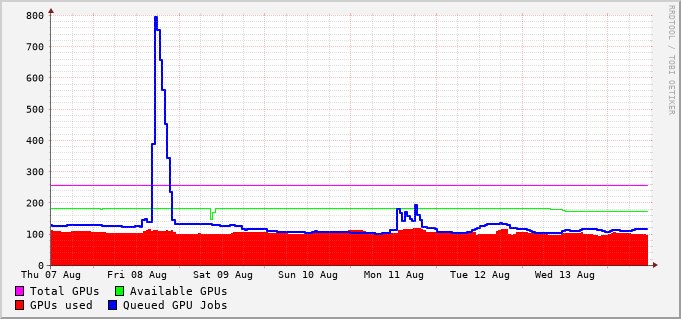 800
700
600
500
400
300
200
100
0
Thu 07 Aug Fri 08 Aug Sat 09 Aug Sun 10 Aug Mon 11 Aug Tue 12 Aug Wed 13 Aug
Total GPUs Available GPUs
GPUs used Queued GPU Jobs
RRDTOOL / TOBI OETIKER